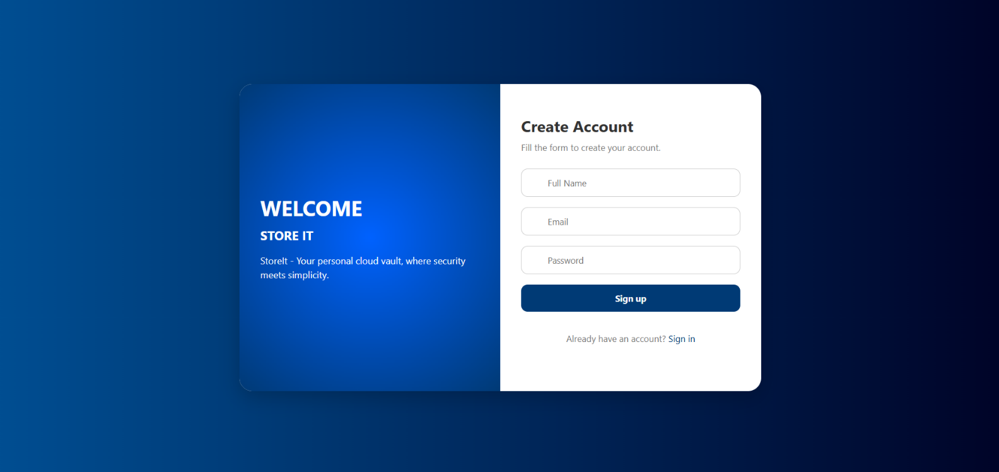 WELCOME
STORE IT
StoreIt - Your personal cloud vault, where security
meets simplicity.
Create Account
Fill the form to create your account.
Full Name
Email
Password
Sign up
Already have an account? Sign in